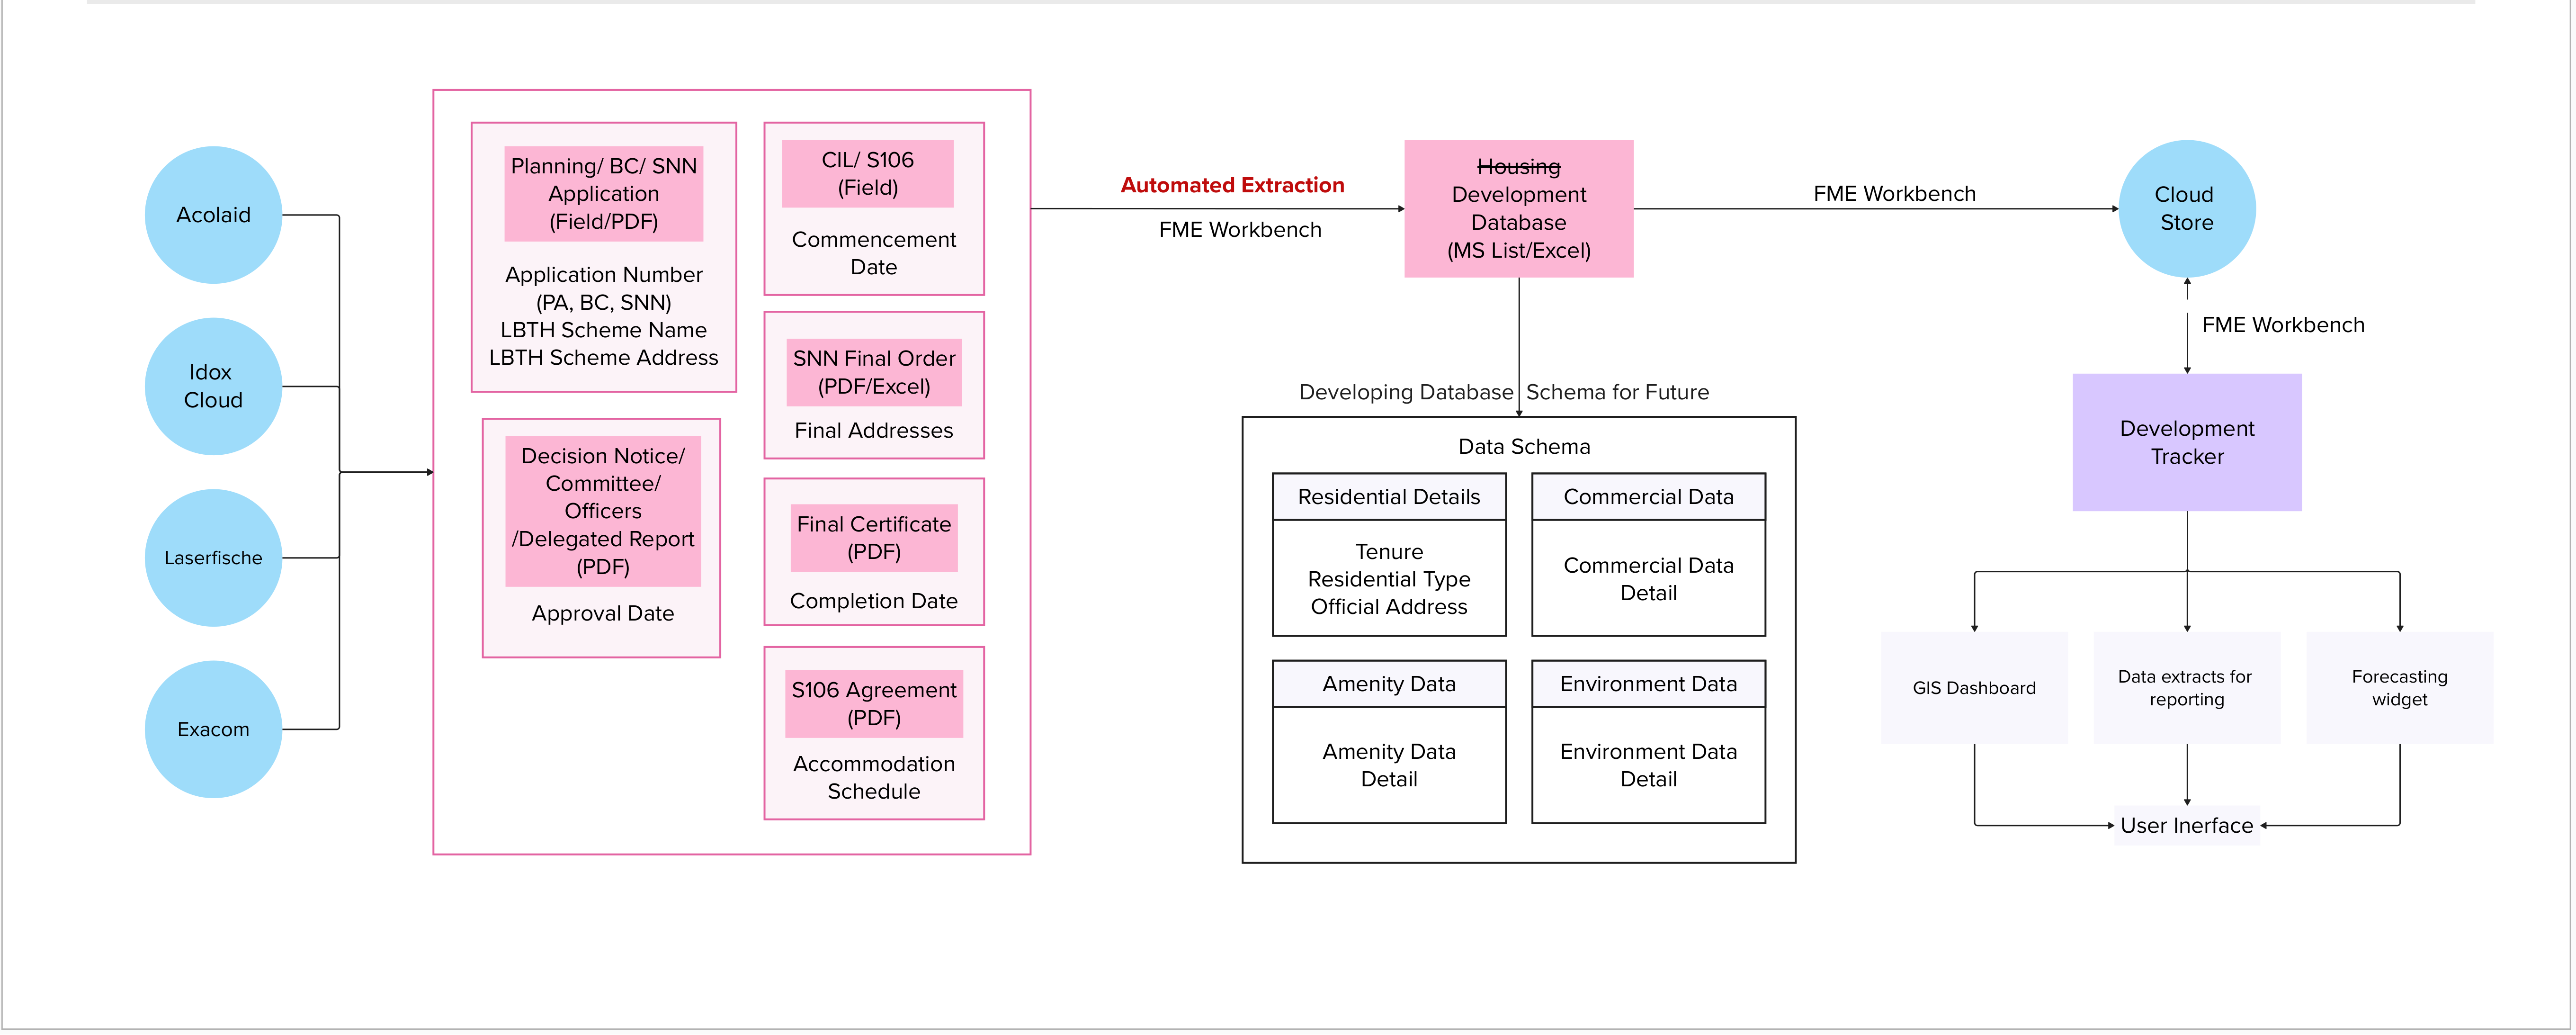 Acolaid
Idox
Cloud
Laserfische
Exacom
Planning/ BC/ SNN
Application
(Field/PDF)
Application Number
(PA, BC, SNN)
LBTH Scheme Name
LBTH Scheme Address
Decision Notice/
Committee/
Officers
/Delegated Report
(PDF)
Approval Date
CIL/ S106
(Field)
Commencement
Date
SNN Final Order
(PDF/Excel)
Final Addresses
Final Certificate
(PDF)
Completion Date
S106 Agreement
(PDF)
Accommodation
Schedule
Automated Extraction
FME Workbench
Housing
Development
Database
(MS List/Excel)
Developing Database Schema for Future
Data Schema
Residential Details
Tenure
Residential Type
Official Address
Commercial Data
Commercial Data
Detail
Amenity Data
Amenity Data
Detail
Environment Data
Environment Data
Detail
FME Workbench
Cloud
Store
FME Workbench
Development
Tracker
GIS Dashboard
Data extracts for
reporting
Forecasting
widget
User Inerface